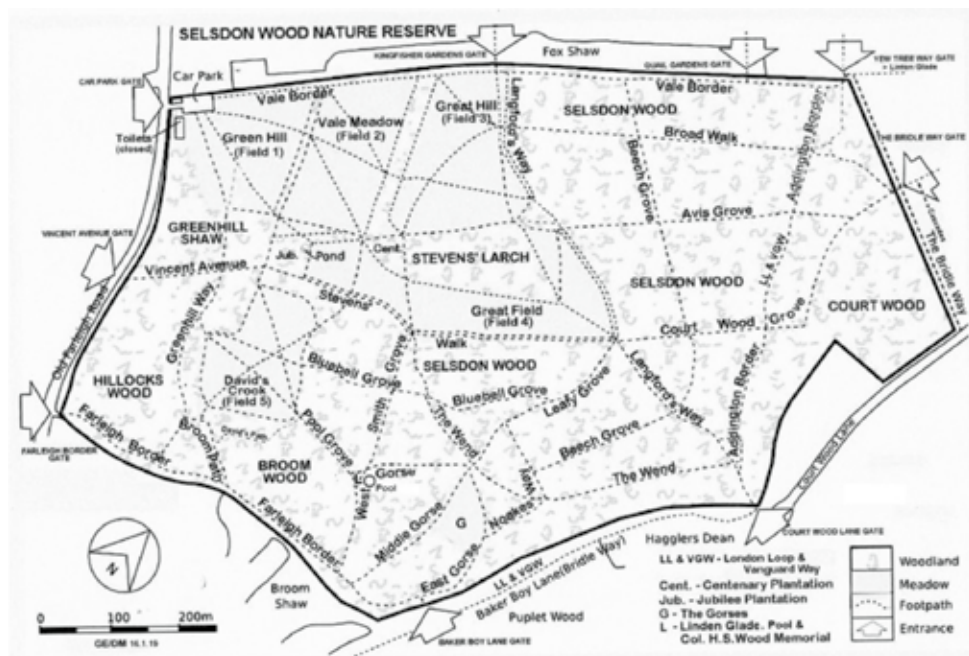 SELSDON WOOD NATURE RESERVE
KINGFISHER GARDENS GATE
Fox Shaw
QUAIL GARDENS GATE
YEW TREE WAY GATE
+ Linton Glade
CAR PARK GATE
Car Park
Toilets
(closed)
Vale Border
Vale Border
Green Hill
(Field 1)
Vale Meadow
(Field 2)
Great Hill
(Field 3)
Langford's Way
SELSDON WOOD
Broad Walk
Beech Grove
Addington Border
THE BRIDLE WAY GATE
Avis Grove
The Bridle Way
GREENHILL
SHAW
VINCENT AVENUE GATE
Vincent Avenue
Jub.
Pond
Cent.
STEVENS' LARCH
LL & VGW
SELSDON WOOD
COURT WOOD
Old Farleigh Road
Greenhill Way
Stevens'
Walk
Great Field
(Field 4)
Court Wood Grove
HILLOCKS
WOOD
David's
Crook
(Field 5)
Bluebell Grove
Smith Grove
SELSDON WOOD
Bluebell Grove
Leafy Grove
Langford's Way
Addington Border
FARLEIGH BORDER
GATE
Farleigh Border
Broom Path
Pool Grove
The Wend
Beech Grove
The Wend
BROOM
WOOD
West
L
Gorse
Pool
Noakes
Way
Court Wood Lane
Farleigh Border
Middle Gorse
G
East Gorse
Hagglers Dean
COURT WOOD LANE GATE
LL & VGW
Baker Boy Lane(Bridle Way)
Puplet Wood
Broom
Shaw
BAKER BOY LANE GATE
N
0 100 200m
GE/DM 16.1.19
LL & VGW - London Loop &
Vanguard Way
Cent. - Centenary Plantation
Jub. - Jubilee Plantation
G - The Gorses
L - Linden Glade, Pool &
Col. H.S.Wood Memorial
Woodland
Meadow
Footpath
Entrance